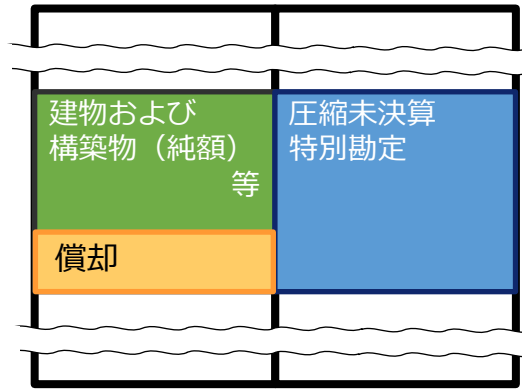 建物および
構築物（純額）
等
償却
圧縮未決算
特別勘定